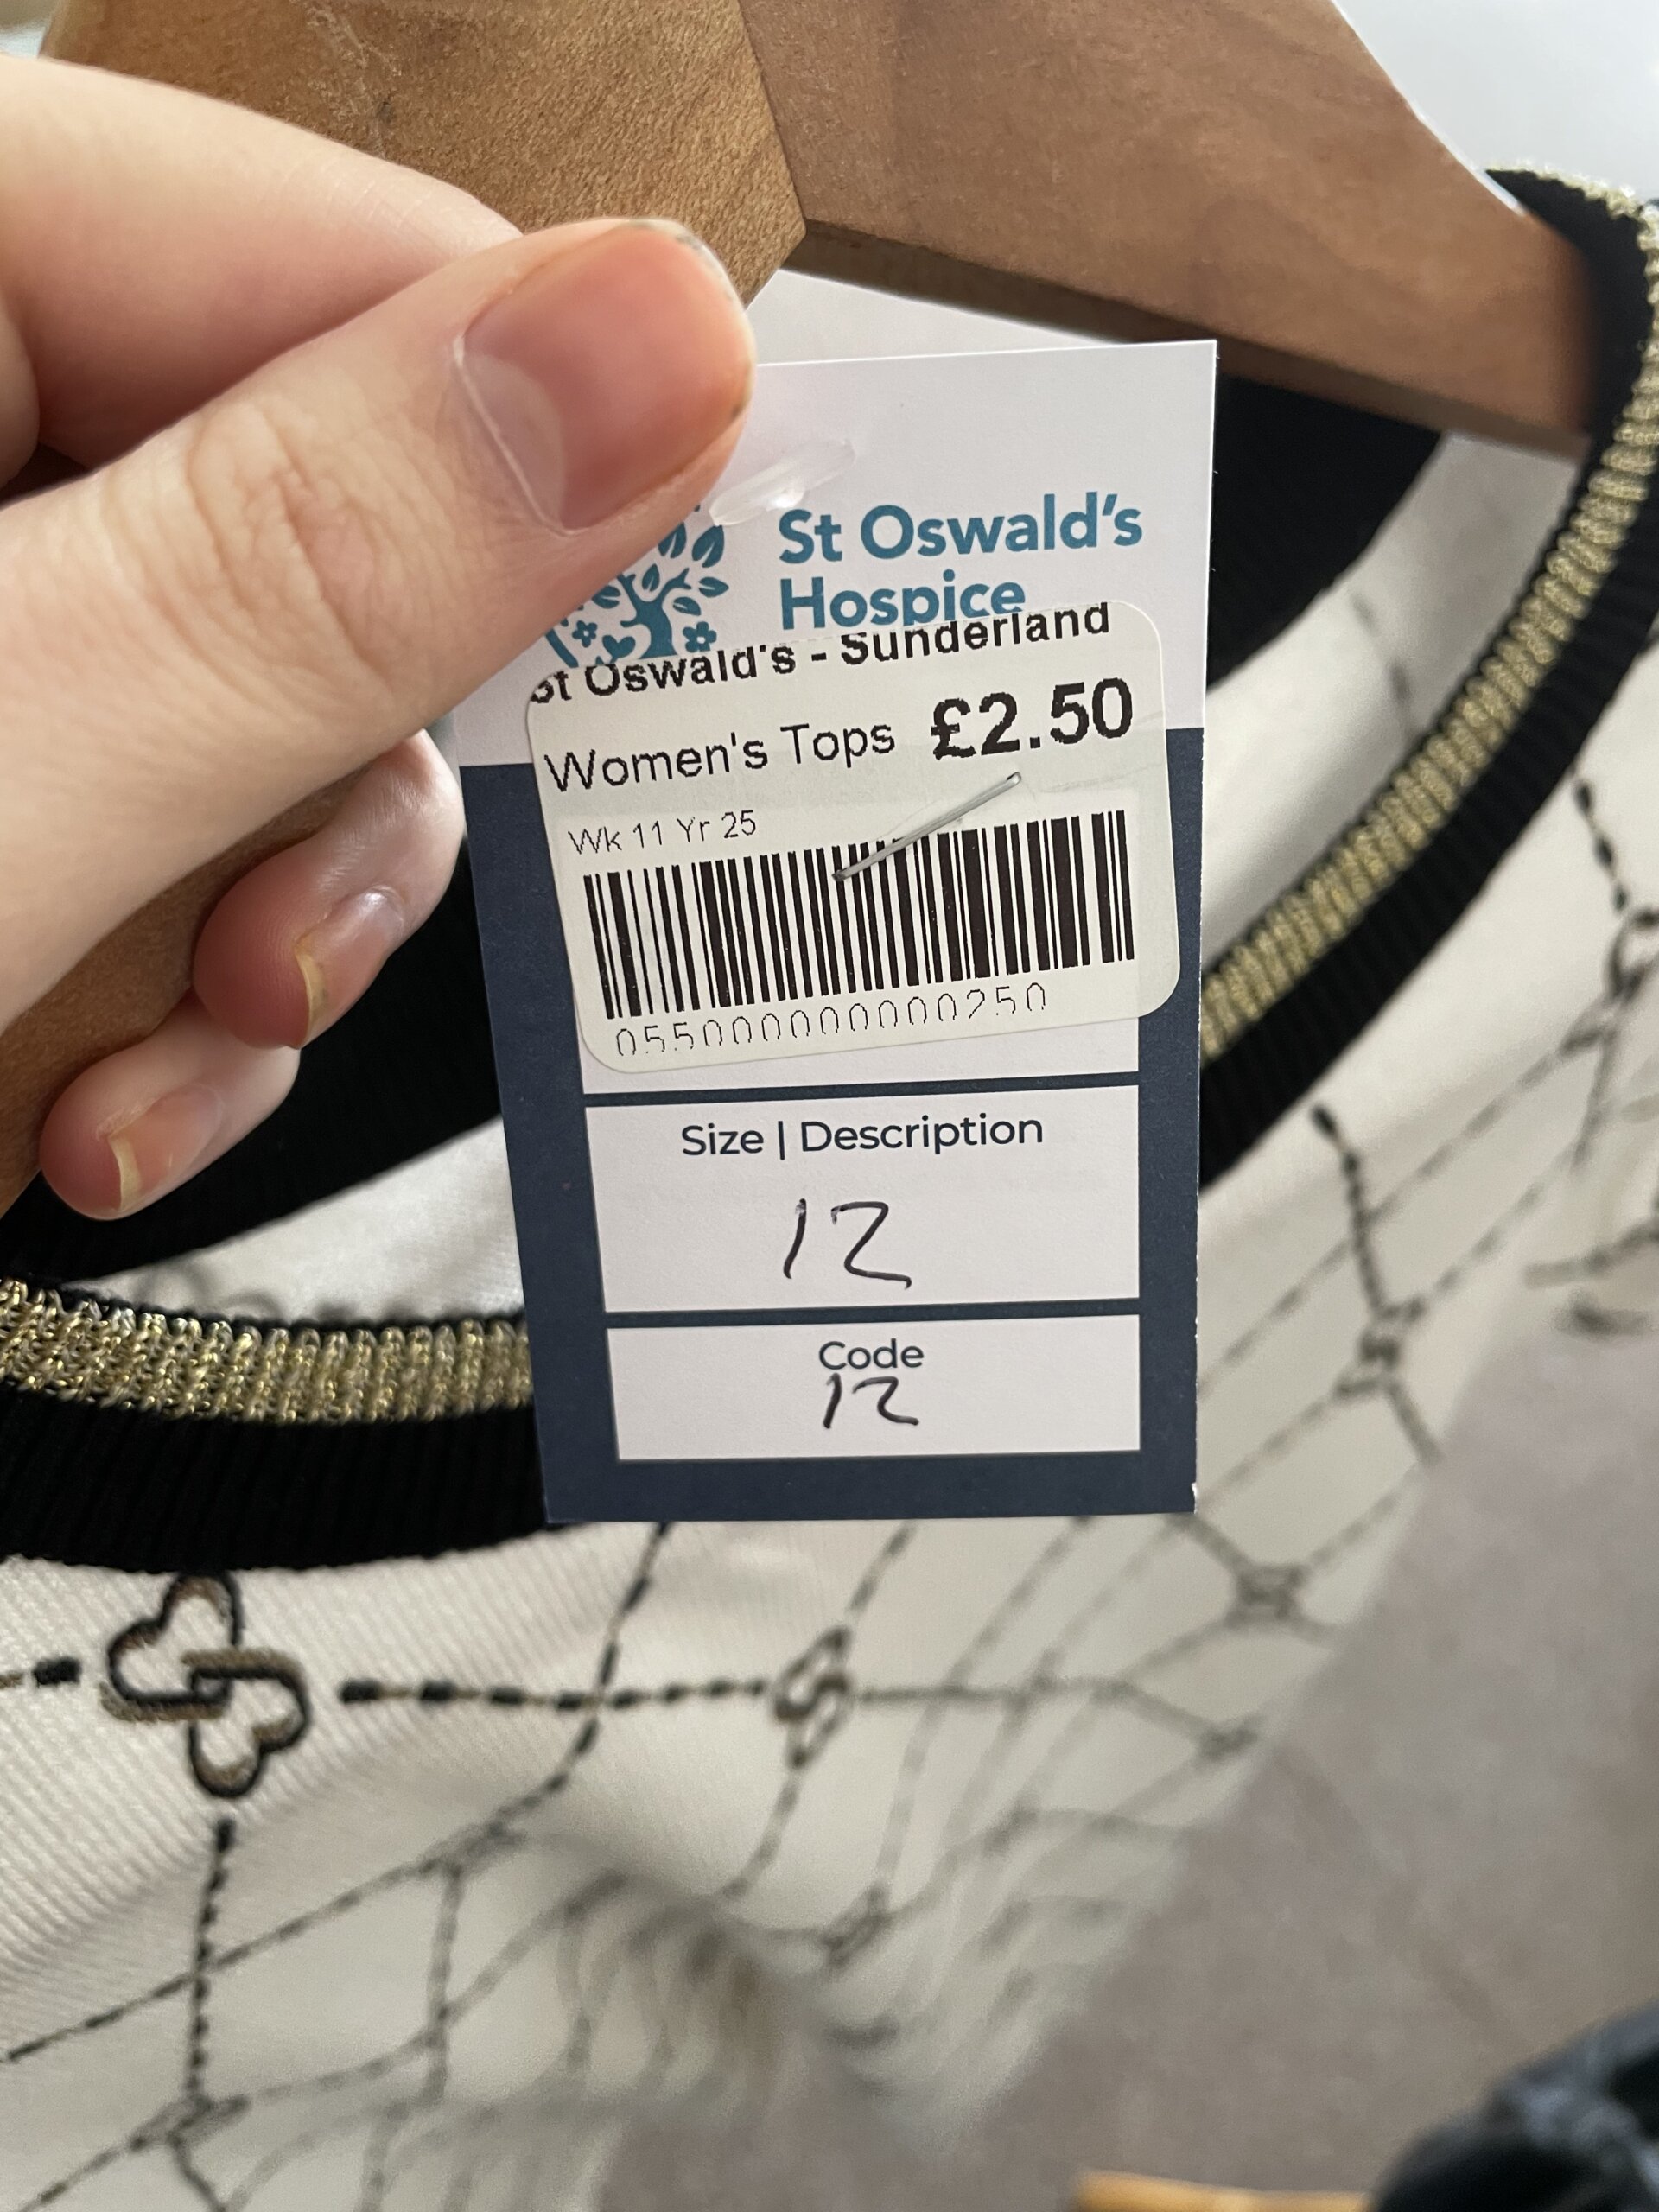 St Oswald's
Hospice
St Oswald's - Sunderland
Women's Tops £2.50
Wk 11 Yr 25
0550000000000250
Size | Description
12
Code
12